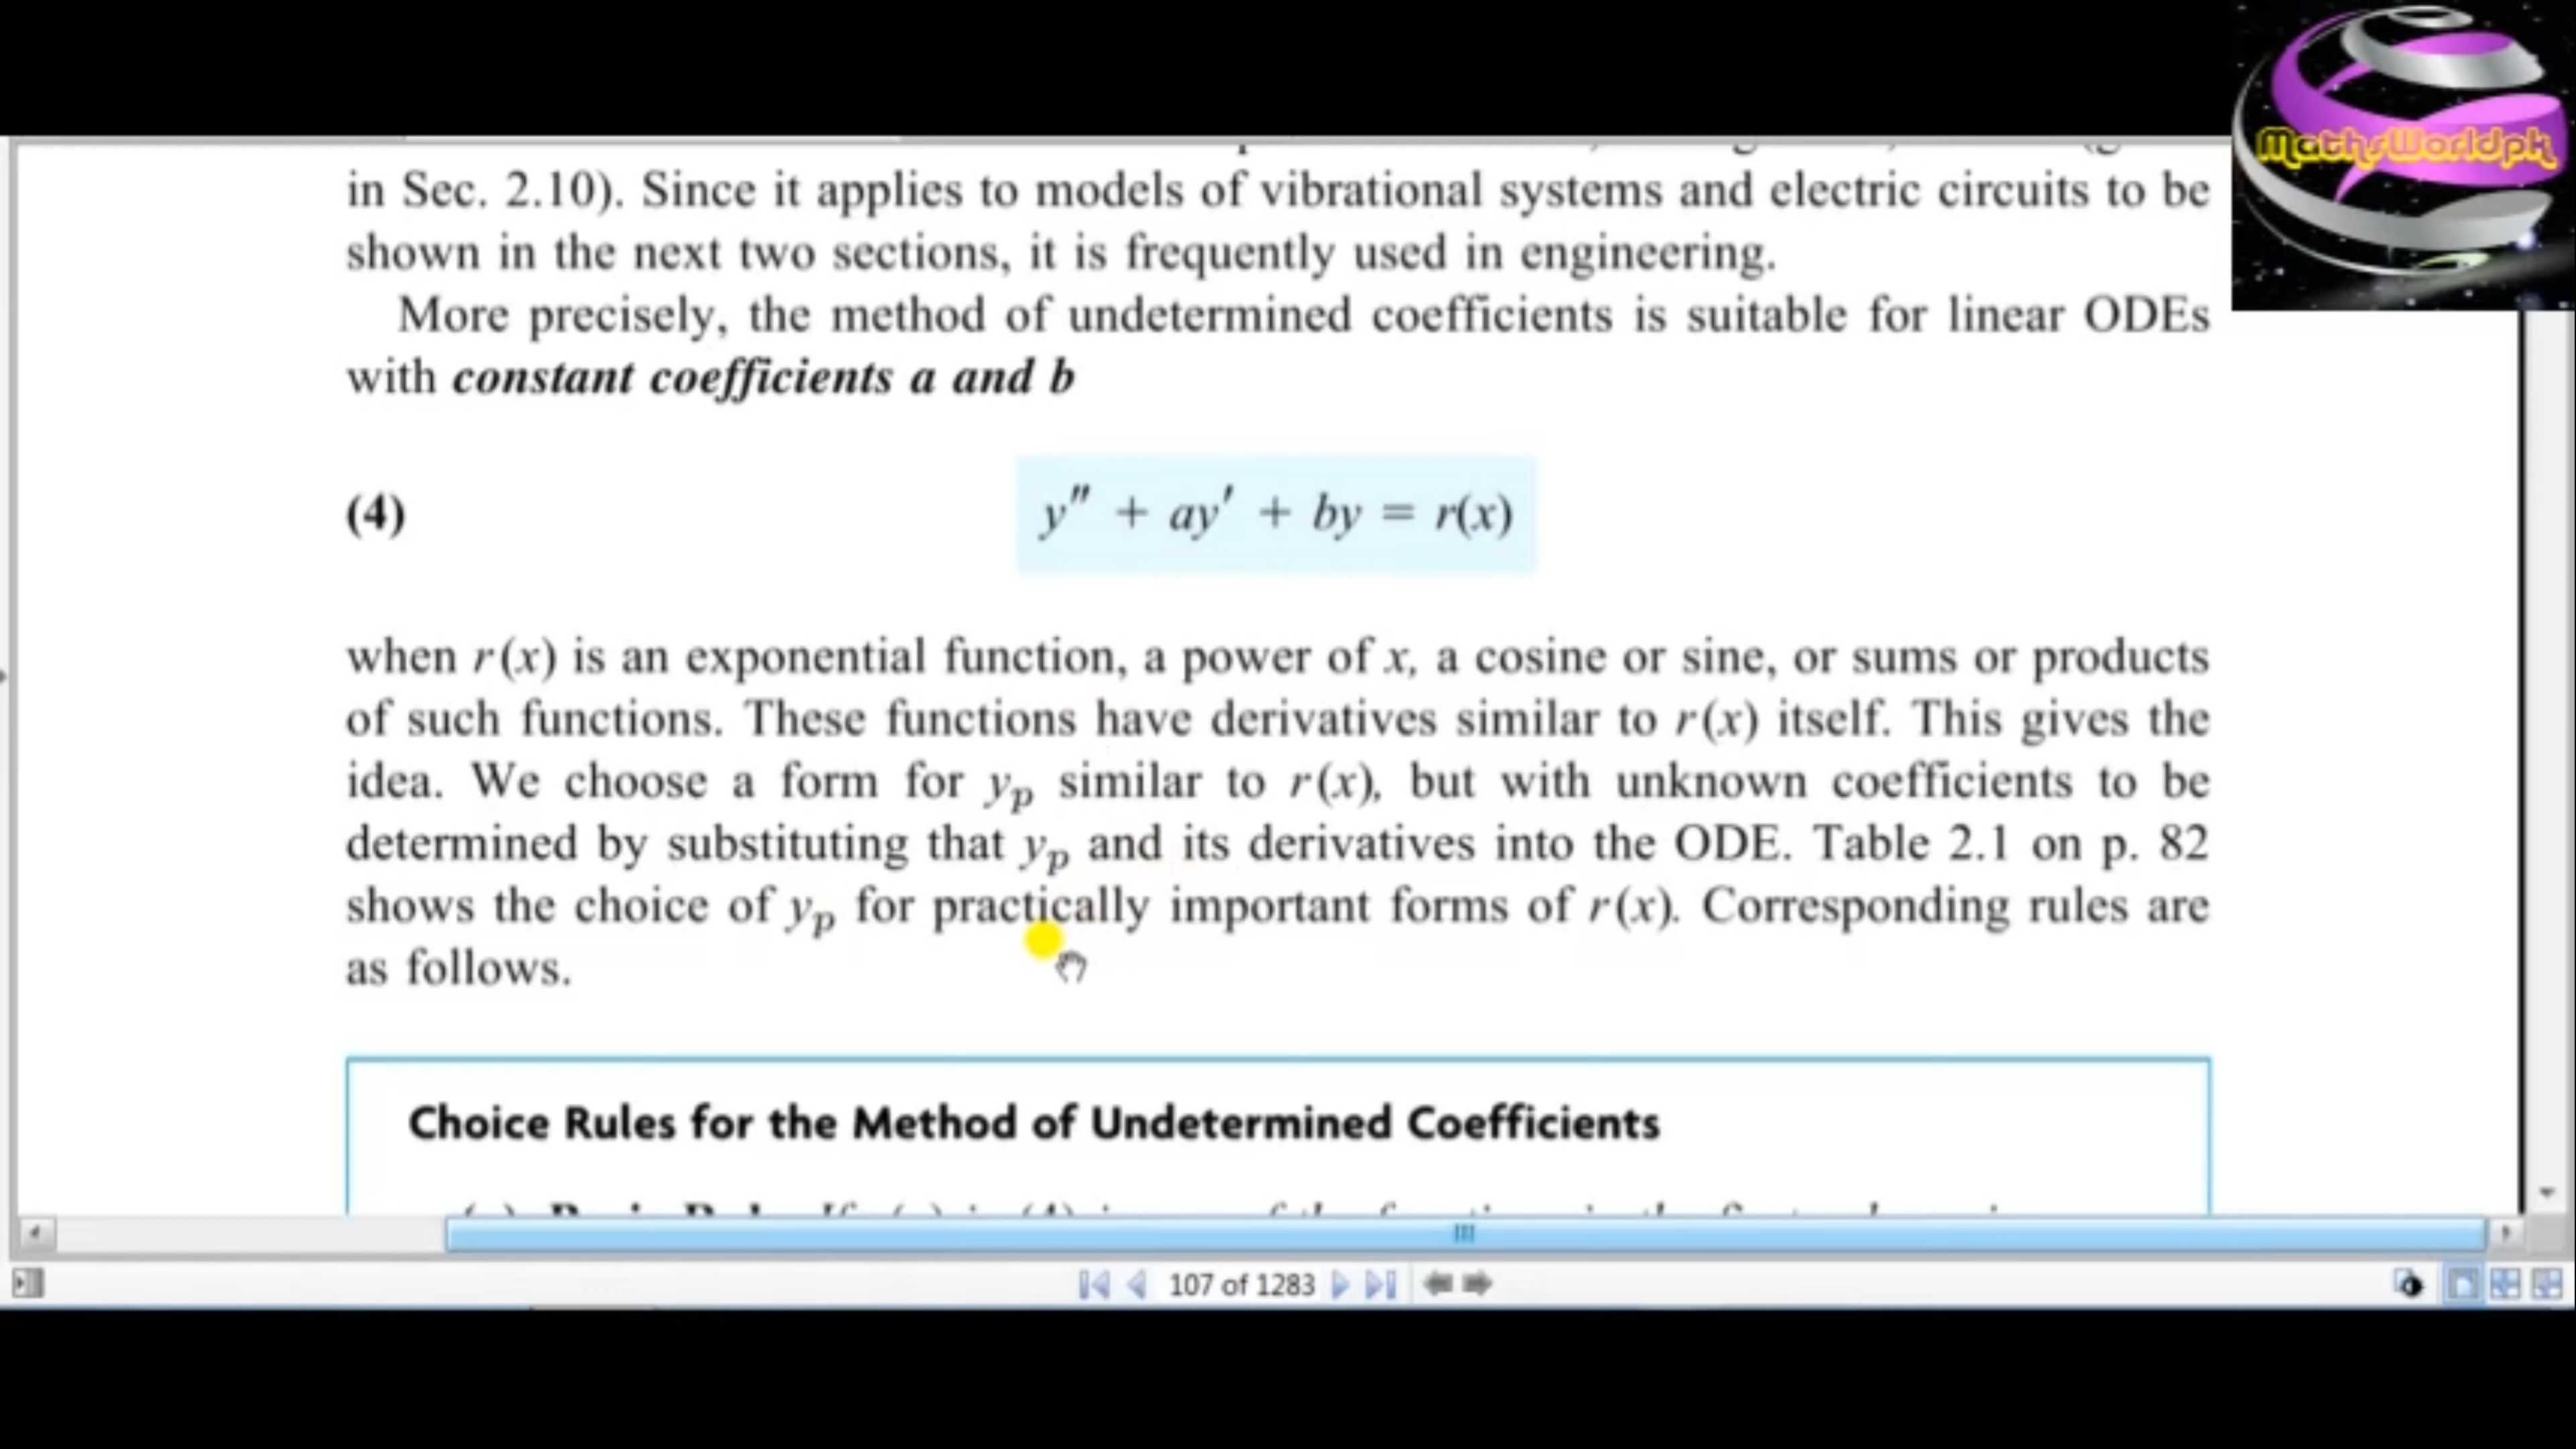 MathsWorldpk
in Sec. 2.10). Since it applies to models of vibrational systems and electric circuits to be
shown in the next two sections, it is frequently used in engineering.
More precisely, the method of undetermined coefficients is suitable for linear ODEs
with constant coefficients a and b
(4) y″ + ay′ + by = r(x)
when r(x) is an exponential function, a power of x, a cosine or sine, or sums or products
of such functions. These functions have derivatives similar to r(x) itself. This gives the
idea. We choose a form for yₚ similar to r(x), but with unknown coefficients to be
determined by substituting that yₚ and its derivatives into the ODE. Table 2.1 on p. 82
shows the choice of yₚ for practically important forms of r(x). Corresponding rules are
as follows.
Choice Rules for the Method of Undetermined Coefficients
107 of 1283